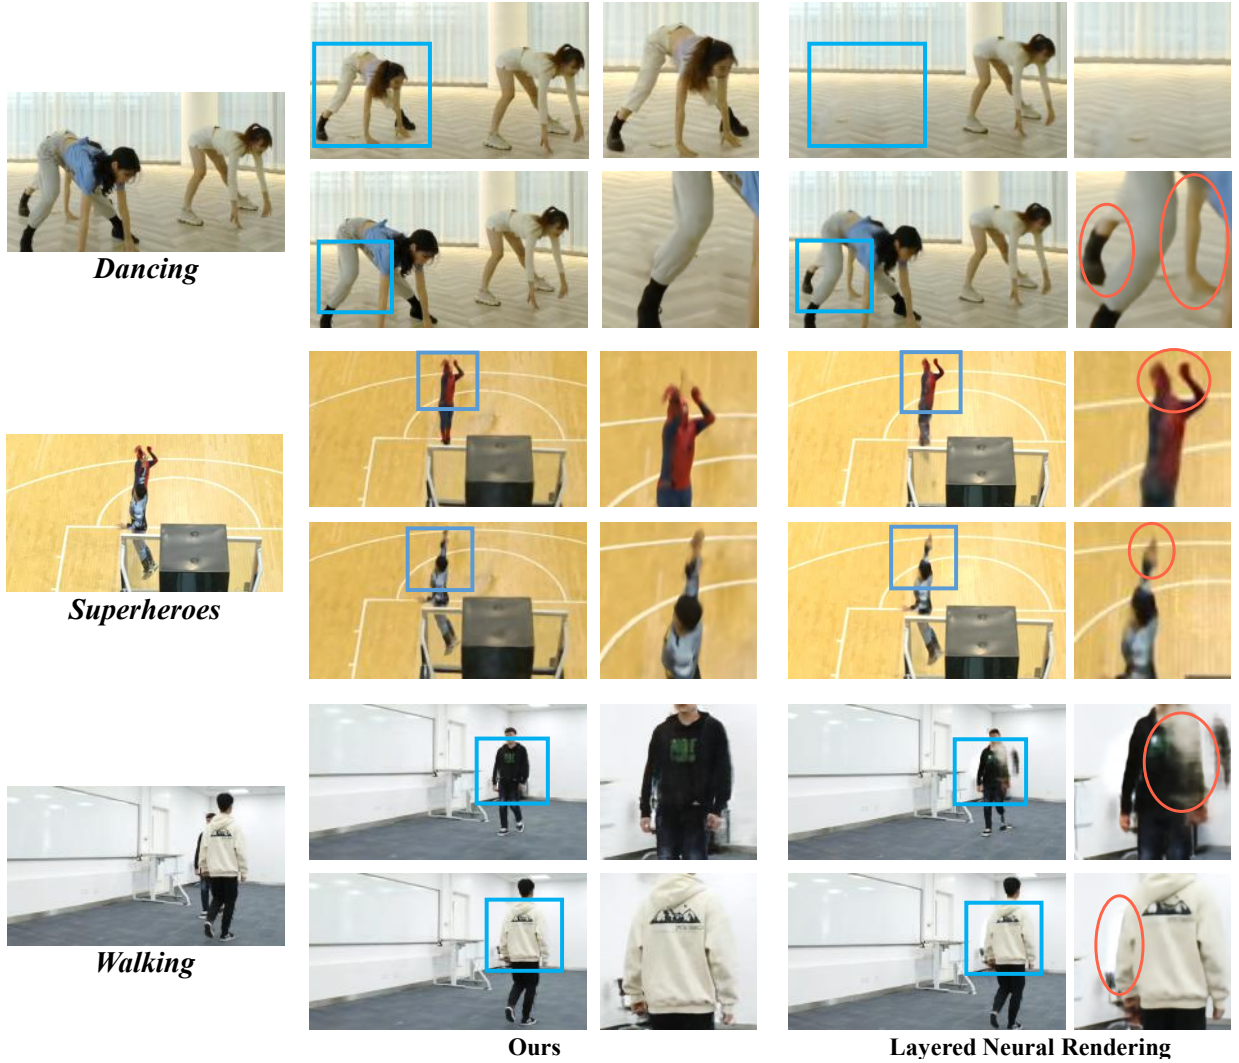 Dancing
Superheroes
Walking
Ours
Layered Neural Rendering